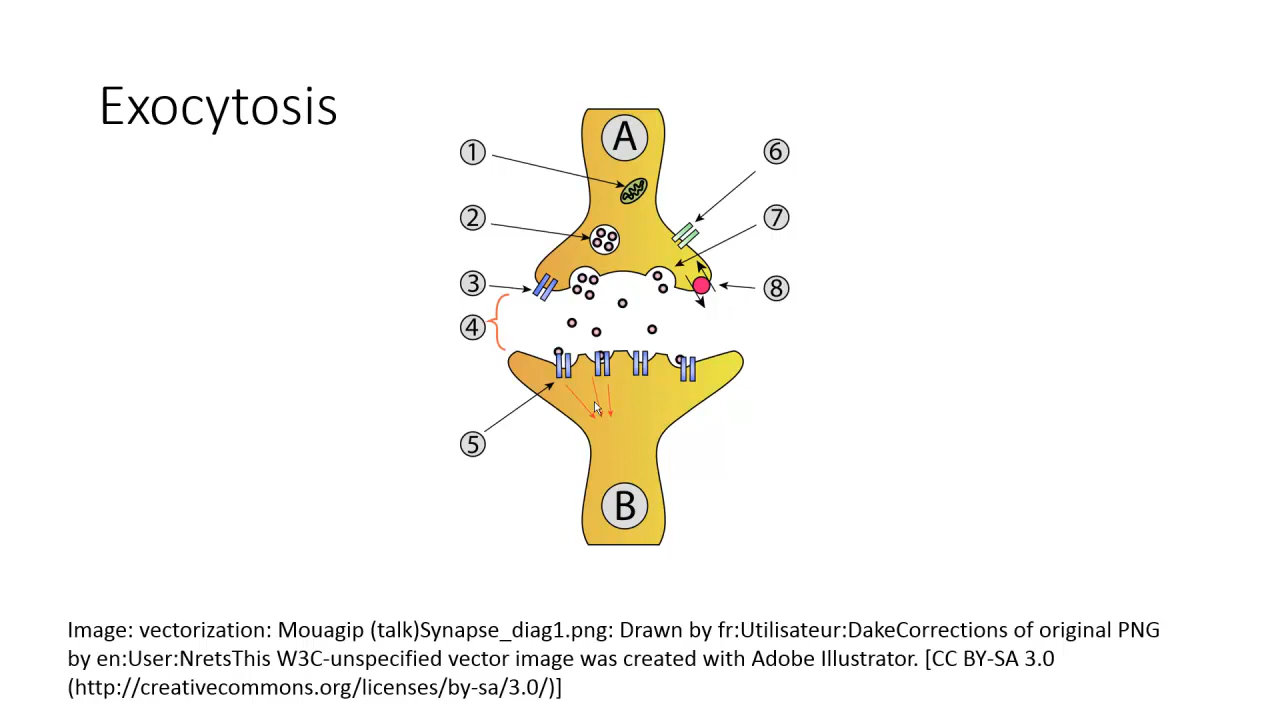 Exocytosis
A
1
6
2
7
3
8
4
5
B
Image: vectorization: Mouagip (talk)Synapse_diag1.png: Drawn by fr:Utilisateur:DakeCorrections of original PNG
by en:User:NretsThis W3C-unspecified vector image was created with Adobe Illustrator. [CC BY-SA 3.0
(http://creativecommons.org/licenses/by-sa/3.0/)]